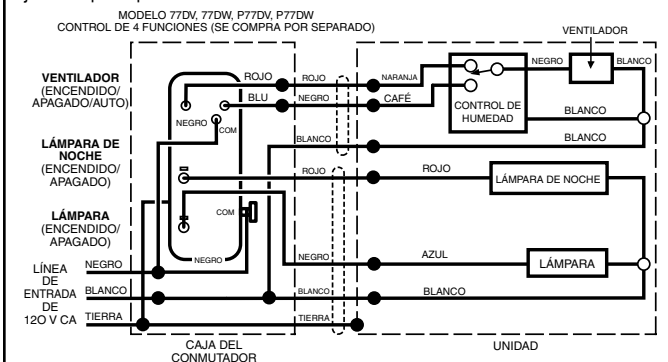 MODELO 77DV, 77DW, P77DV, P77DW
CONTROL DE 4 FUNCIONES (SE COMPRA POR SEPARADO)
VENTILADOR
VENTILADOR
(ENCENDIDO/
APAGADO/AUTO)
LÁMPARA DE
NOCHE
(ENCENDIDO/
APAGADO)
LÁMPARA
(ENCENDIDO/
APAGADO)
LÍNEA
DE
ENTRADA
DE
12O V CA
NEGRO
BLANCO
TIERRA
ROJO
BLU
NEGRO
COM
COM
NEGRO
ROJO
NEGRO
BLANCO
ROJO
NEGRO
BLANCO
TIERRA
NARANJA
CAFÉ
CONTROL DE
HUMEDAD
NEGRO
BLANCO
BLANCO
BLANCO
ROJO
LÁMPARA DE NOCHE
AZUL
LÁMPARA
BLANCO
CAJA DEL
CONMUTADOR
UNIDAD